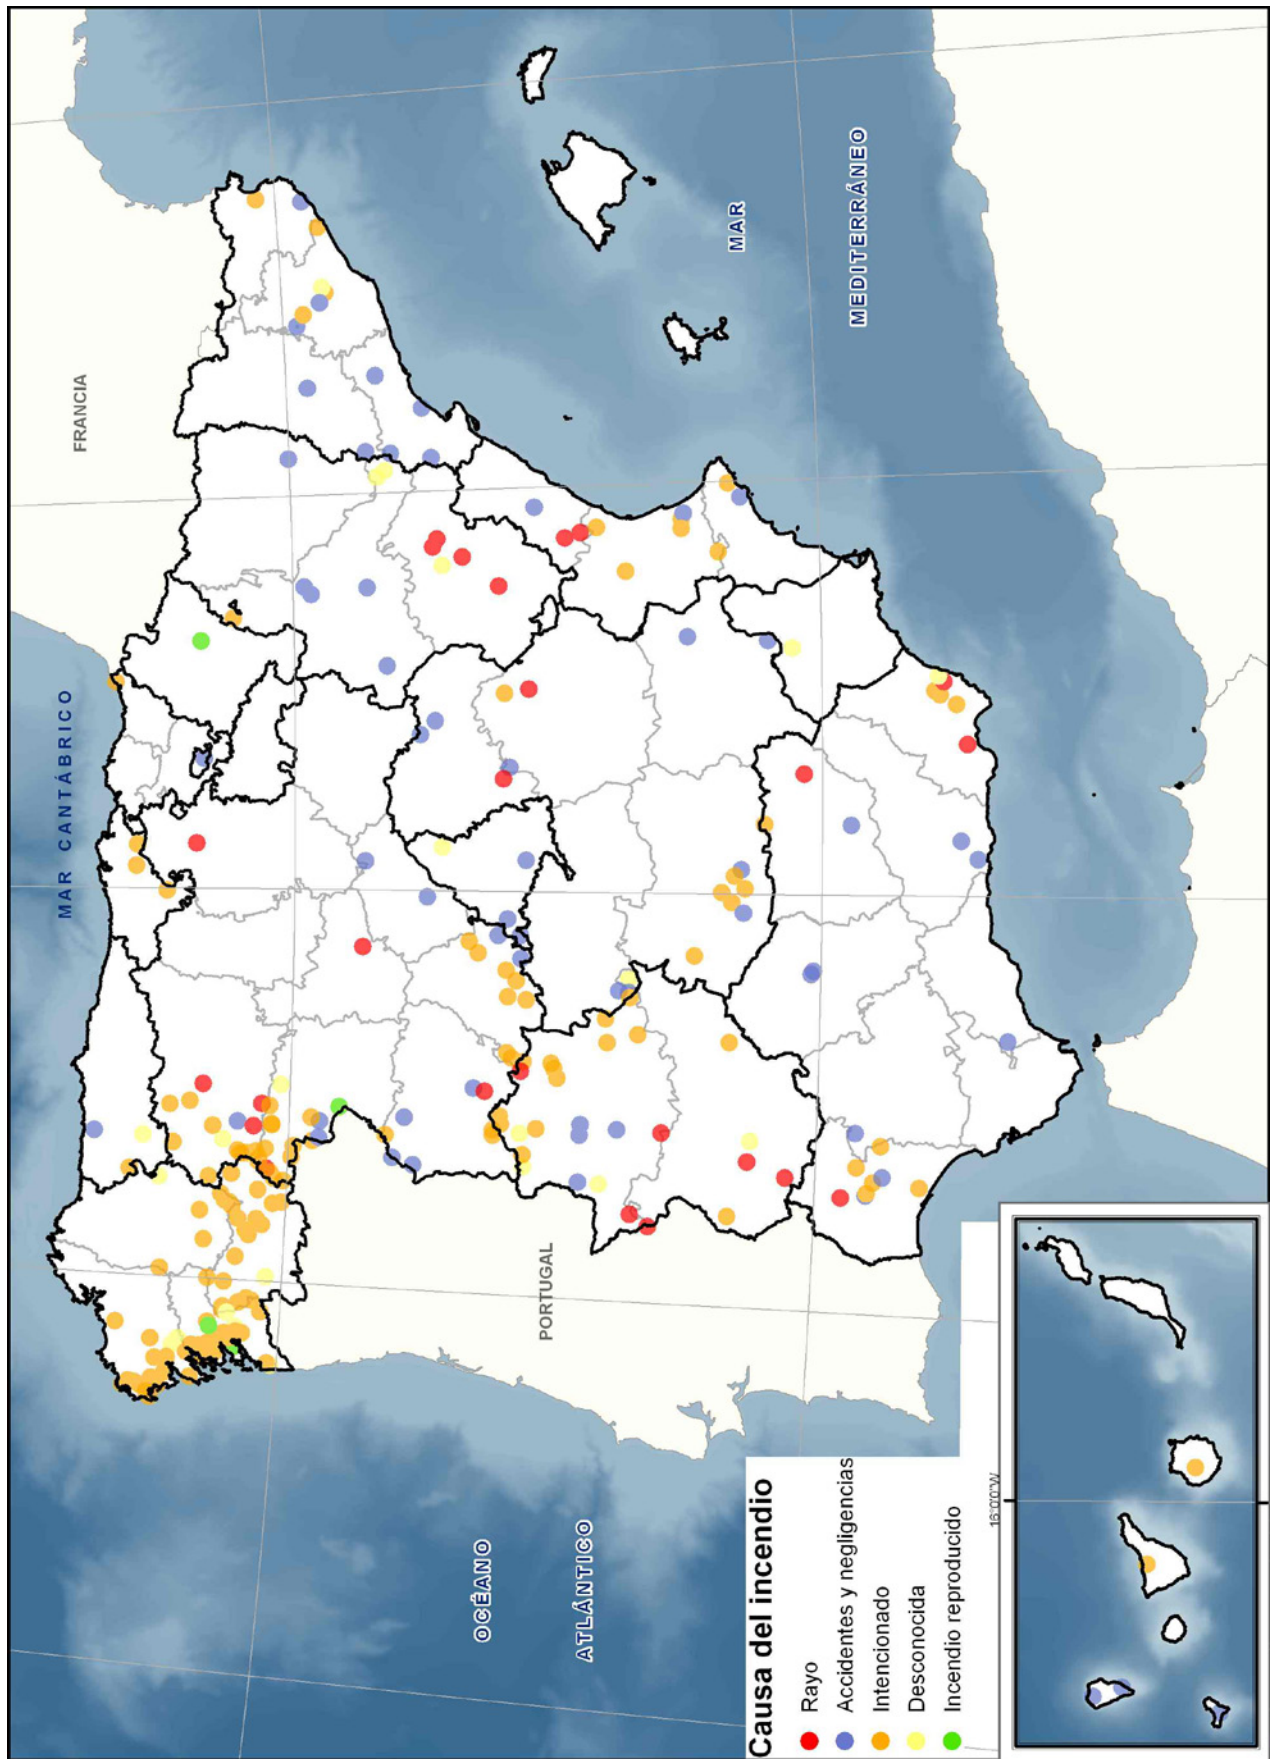 MAR CANTÁBRICO
FRANCIA
MAR
MEDITERRÁNEO
PORTUGAL
OCÉANO
ATLÁNTICO
Causa del incendio
Rayo
Accidentes y negligencias
Intencionado
Desconocida
Incendio reproducido
16°0'0"W